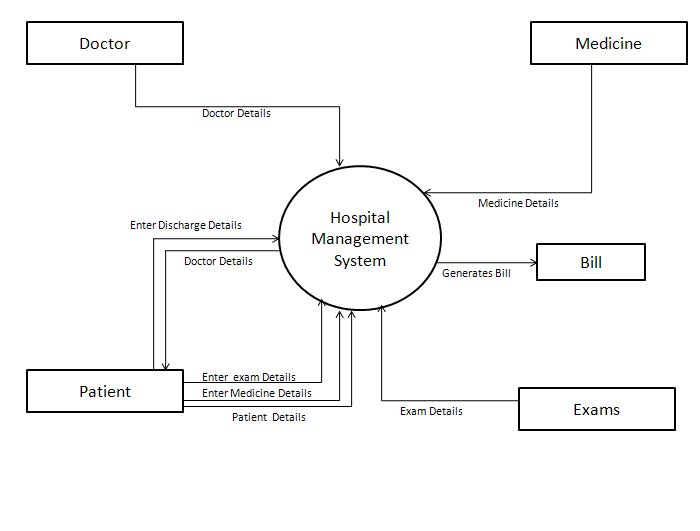 Doctor
Medicine
Doctor Details
Medicine Details
Hospital
Management
System
Enter Discharge Details
Doctor Details
Generates Bill
Bill
Patient
Enter exam Details
Enter Medicine Details
Patient Details
Exam Details
Exams